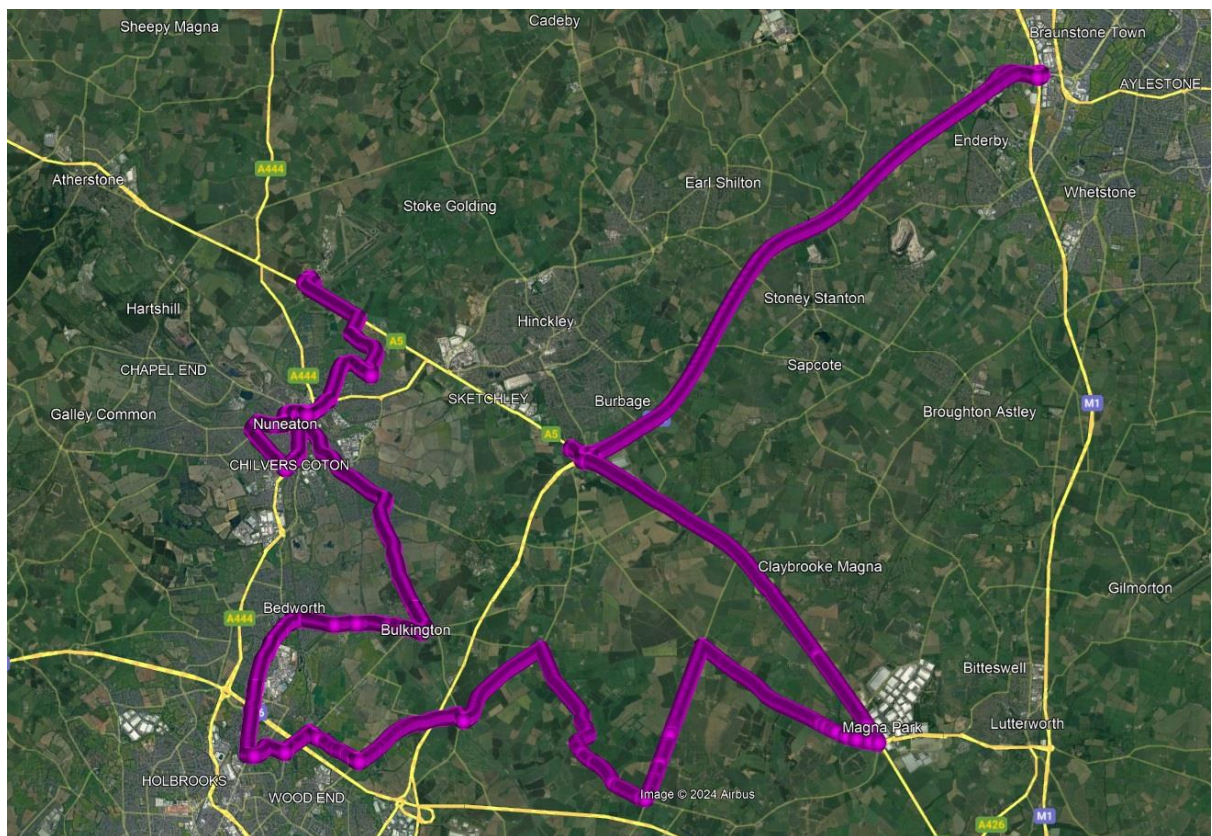 Cadeby
Sheepy Magna
Braunstone Town
AYLESTONE
Enderby
A444
Atherstone
Earl Shilton
Whetstone
Stoke Golding
Stoney Stanton
Hartshill
Hinckley
A5
Sapcote
CHAPEL END
A444
SKETCHLEY
Burbage
M1
Galley Common
Broughton Astley
Nuneaton
A5
CHILVERS COTON
Claybrooke Magna
Gilmorton
Bedworth
A444
Bulkington
Bitteswell
6
Magna Park
Lutterworth
HOLBROOKS
WOOD END
Image © 2024 Airbus
M1
A426